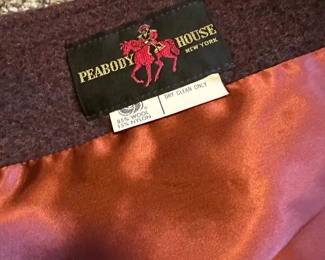 PEABODY HOUSE
NEW YORK
85% WOOL
15% NYLON
DRY CLEAN ONLY